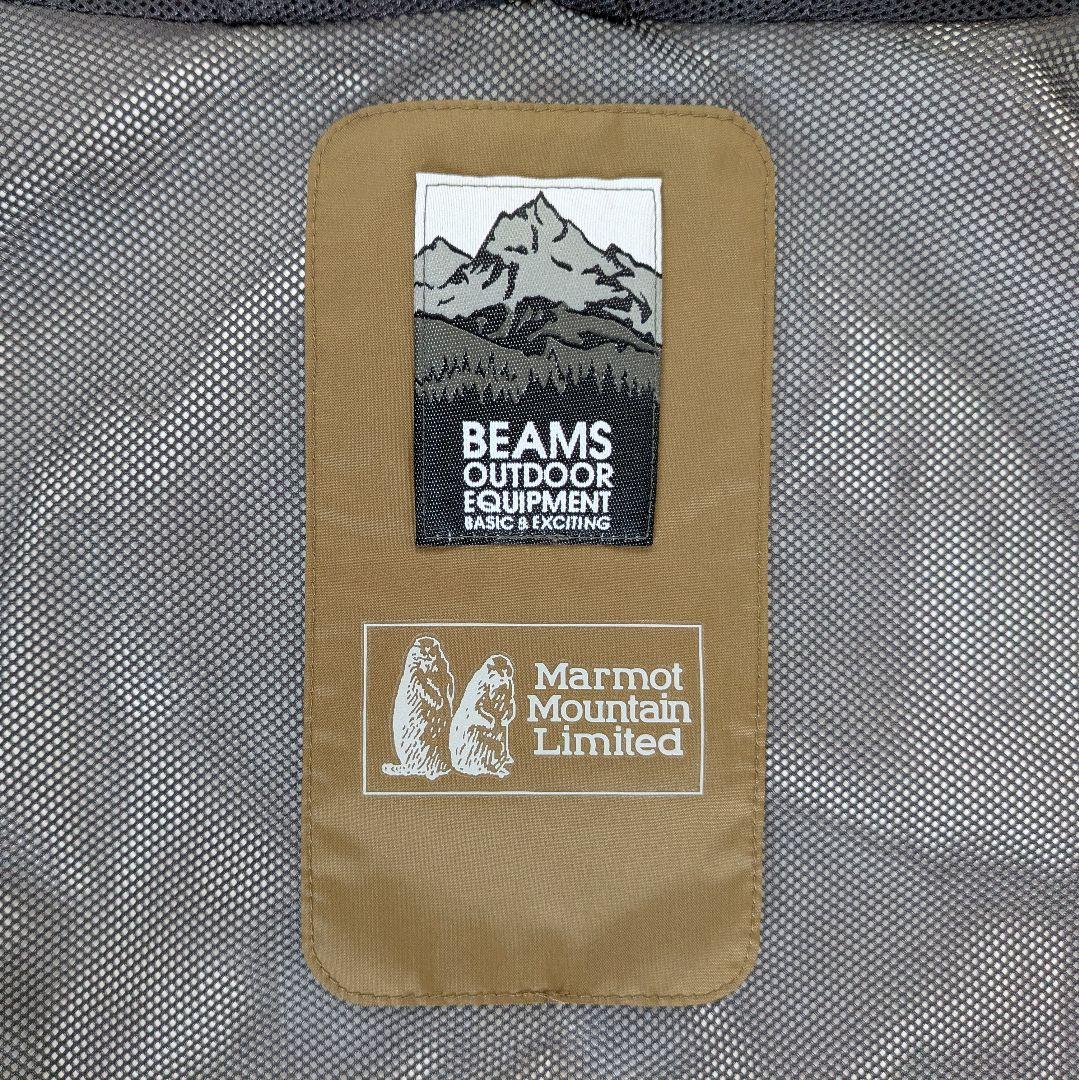 BEAMS
OUTDOOR
EQUIPMENT
BASIC & EXCITING
Marmot
Mountain
Limited